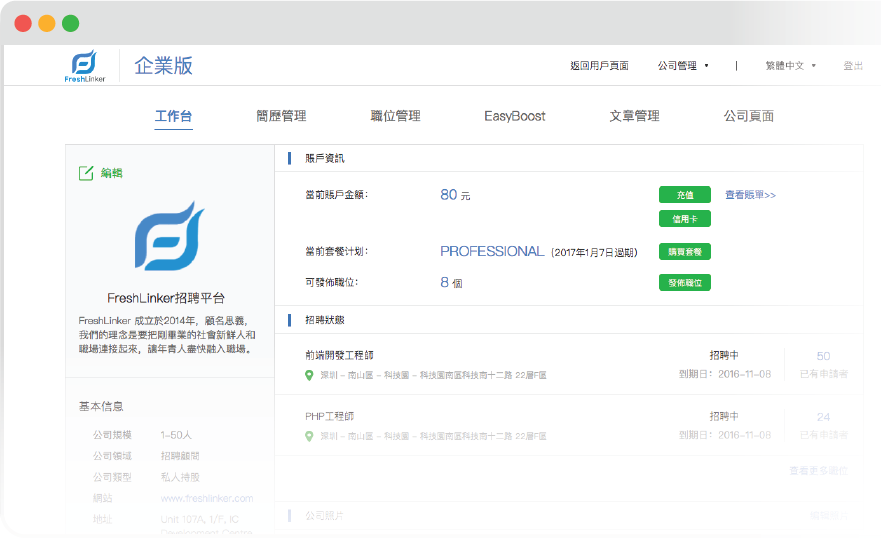 FreshLinker
企業版
返回用戶頁面 公司管理 | 繁體中文 登出
工作台 簡歷管理 職位管理 EasyBoost 文章管理 公司頁面
編輯
FreshLinker招聘平台
FreshLinker 成立於2014年, 顧名思義,
我們的理念是要把剛畢業的社會新鮮人和
職場連接起來, 讓年青人盡快融入職場。
基本信息
公司規模 1-50人
公司領域 招聘顧問
公司類型 私人持股
網站 www.freshlinker.com
地址 Unit 107A, 1/F, IC
Development Centre
賬戶資訊
當前賬戶金額: 80 元 充值 查看賬單>>
信用卡
當前套餐计划: PROFESSIONAL (2017年1月7日過期) 購買套餐
可發佈職位: 8 個 發佈職位
招聘狀態
前端開發工程師 招聘中 50
深圳 - 南山區 - 科技園 - 科技園南區科技南十二路 22層F區 到期日: 2016-11-08 已有申請者
PHP工程師 招聘中 24
深圳 - 南山區 - 科技園 - 科技園南區科技南十二路 22層F區 到期日: 2016-11-08 已有申請者
查看更多職位
公司照片 編輯照片